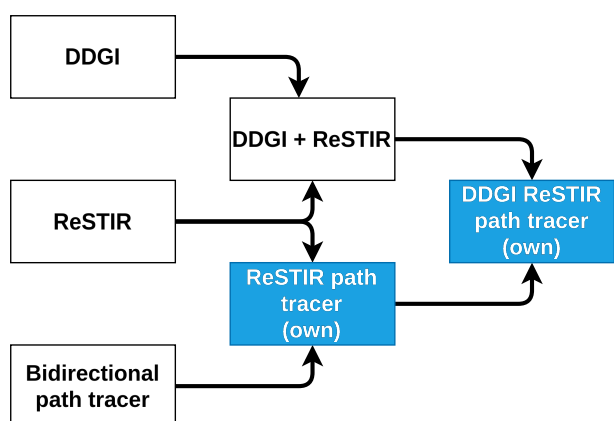 DDGI
DDGI + ReSTIR
ReSTIR
DDGI ReSTIR
path tracer
(own)
ReSTIR path
tracer
(own)
Bidirectional
path tracer